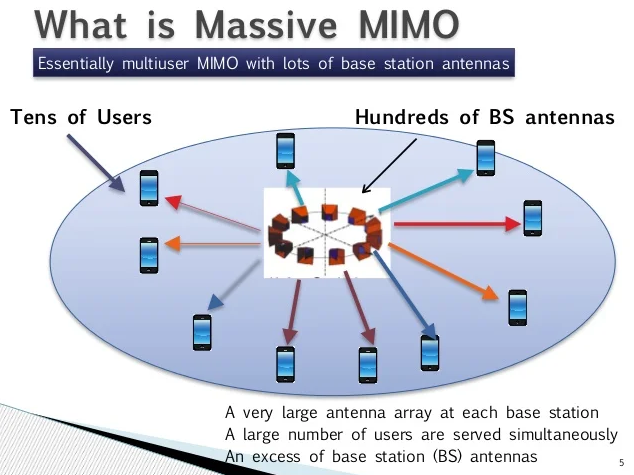 What is Massive MIMO
Essentially multiuser MIMO with lots of base station antennas
Tens of Users
Hundreds of BS antennas
A very large antenna array at each base station
A large number of users are served simultaneously
An excess of base station (BS) antennas
5